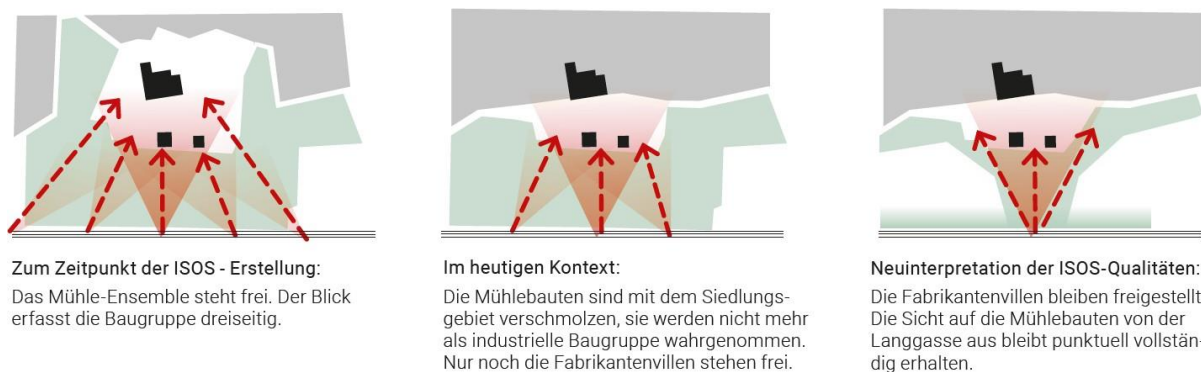 Zum Zeitpunkt der ISOS - Erstellung:
Das Mühle-Ensemble steht frei. Der Blick
erfasst die Baugruppe dreiseitig.
Im heutigen Kontext:
Die Mühlebauten sind mit dem Siedlungs-
gebiet verschmolzen, sie werden nicht mehr
als industrielle Baugruppe wahrgenommen.
Nur noch die Fabrikantenvillen stehen frei.
Neuinterpretation der ISOS-Qualitäten:
Die Fabrikantenvillen bleiben freigestellt
Die Sicht auf die Mühlebauten von der
Langgasse aus bleibt punktuell vollstän-
dig erhalten.